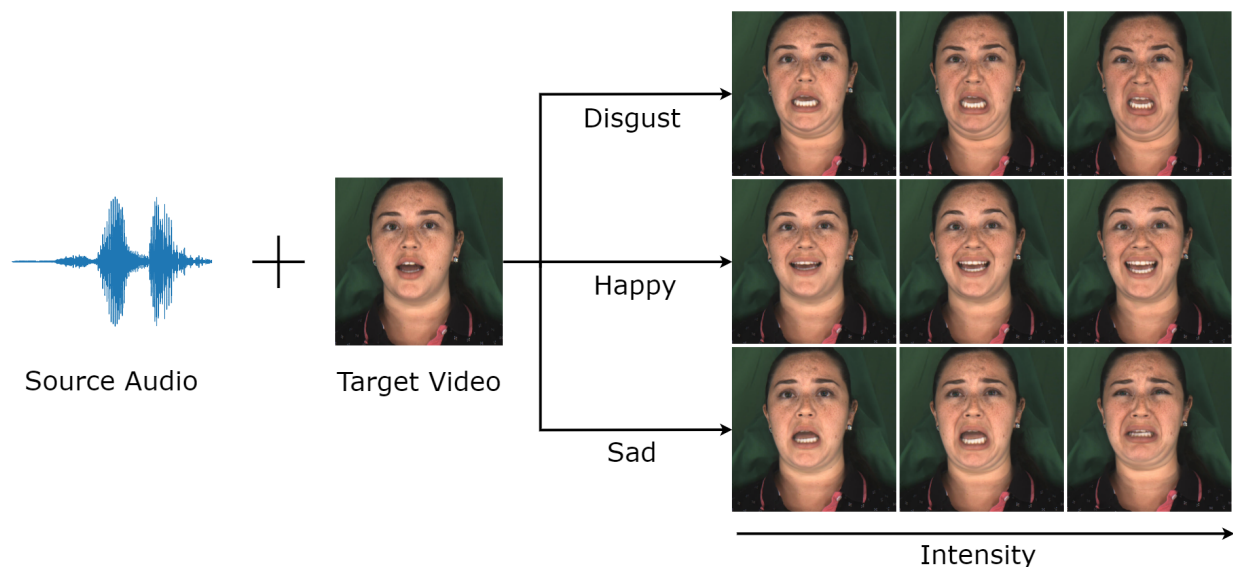 Disgust
Happy
Source Audio
Target Video
Sad
Intensity